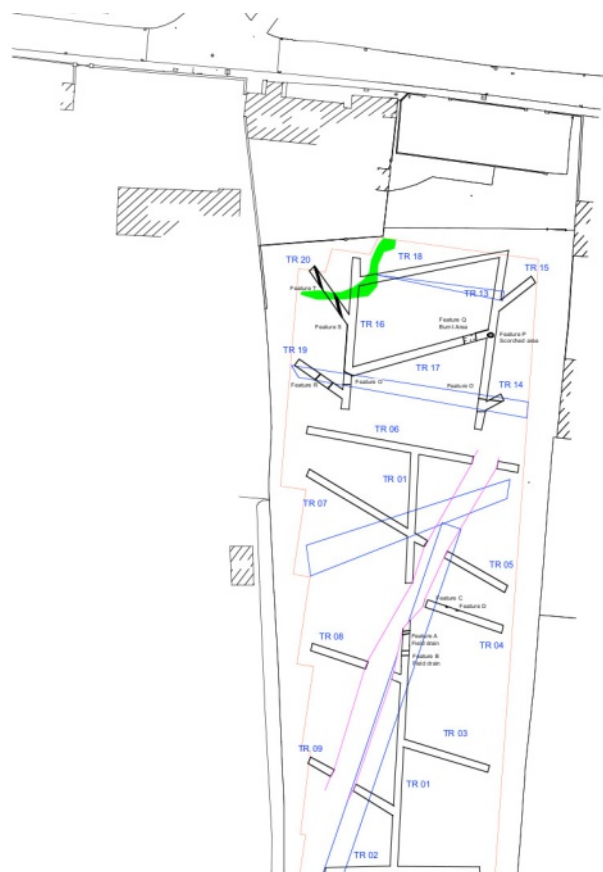 TR 18
TR 20
TR 15
Feature T
TR 13
Feature S
TR 16
Feature Q
Burnt Area
Feature P
Scorched area
TR 19
TR 17
Feature R
Feature O
Feature O
TR 14
TR 06
TR 01
TR 07
TR 05
Feature C
Feature D
TR 04
Feature A
Field drain
TR 08
Feature B
Field drain
TR 03
TR 09
TR 01
TR 02